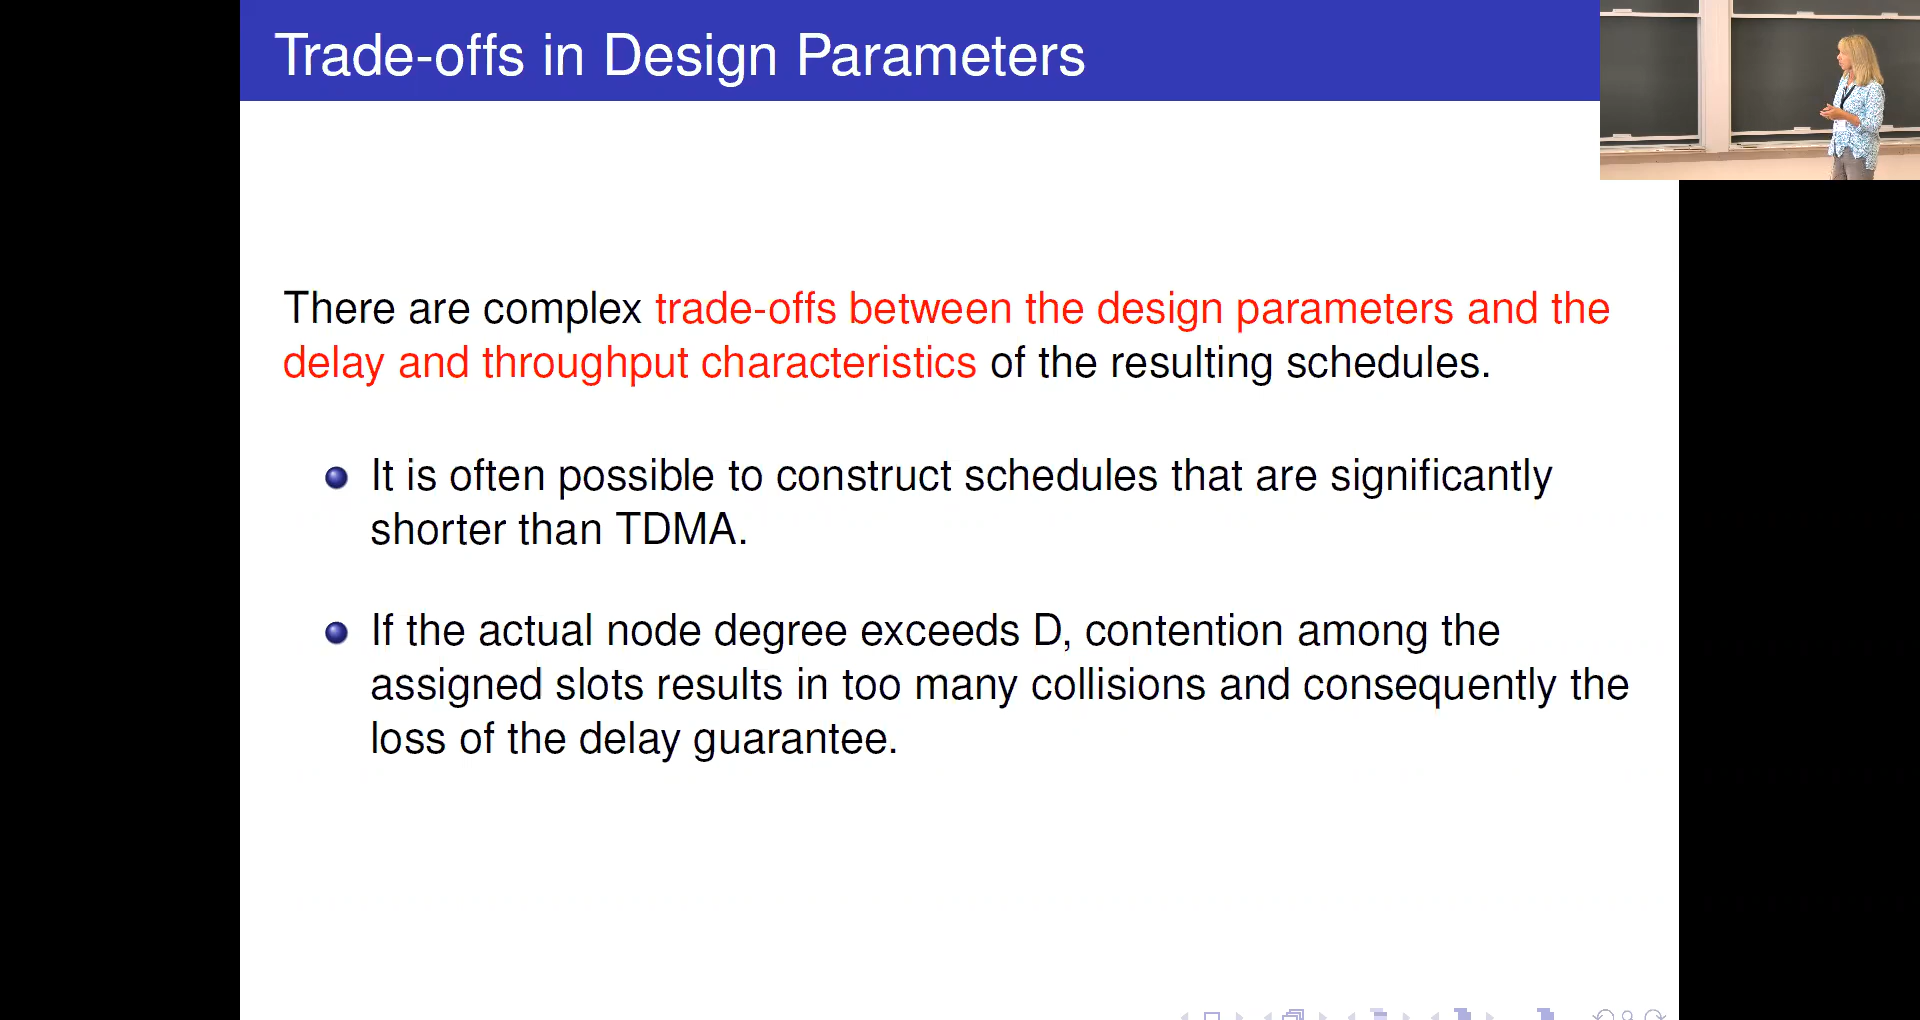 Trade-offs in Design Parameters
There are complex trade-offs between the design parameters and the
delay and throughput characteristics of the resulting schedules.
It is often possible to construct schedules that are significantly
shorter than TDMA.
If the actual node degree exceeds D, contention among the
assigned slots results in too many collisions and consequently the
loss of the delay guarantee.